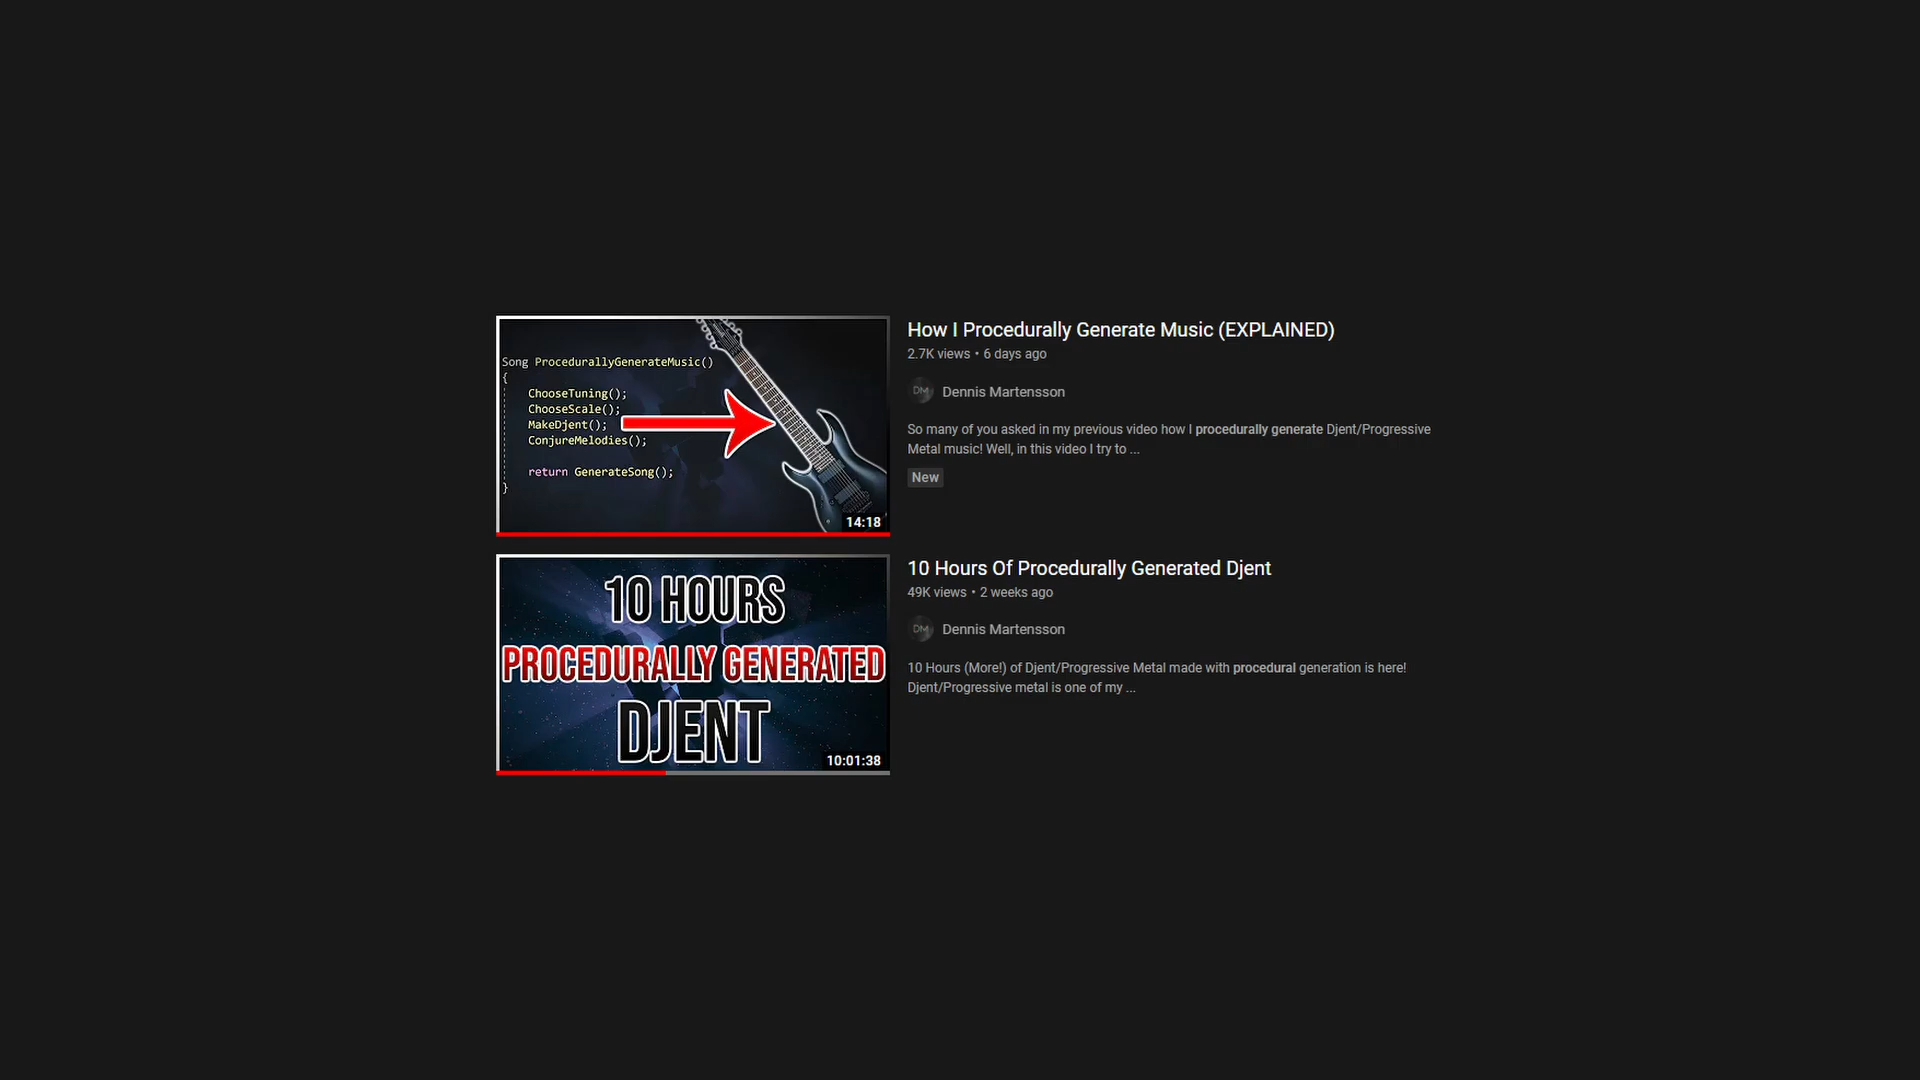 Song ProcedurallyGenerateMusic()
{
ChooseTuning();
ChooseScale();
MakeDjent();
ConjureMelodies();
return GenerateSong();
}
14:18
How I Procedurally Generate Music (EXPLAINED)
2.7K views • 6 days ago
DM Dennis Martensson
So many of you asked in my previous video how I procedurally generate Djent/Progressive
Metal music! Well, in this video I try to ...
New
10 HOURS
PROCEDURALLY GENERATED
DJENT
10:01:38
10 Hours Of Procedurally Generated Djent
49K views • 2 weeks ago
DM Dennis Martensson
10 Hours (More!) of Djent/Progressive Metal made with procedural generation is here!
Djent/Progressive metal is one of my ...